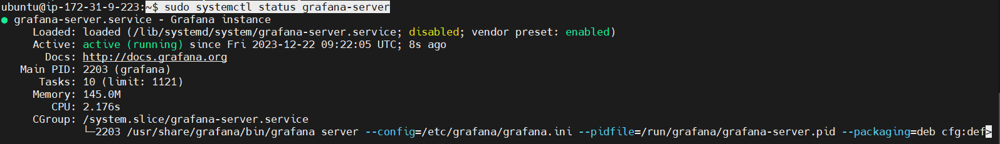 ubuntu@ip-172-31-9-223:~$ sudo systemctl status grafana-server
● grafana-server.service - Grafana instance
     Loaded: loaded (/lib/systemd/system/grafana-server.service; disabled; vendor preset: enabled)
     Active: active (running) since Fri 2023-12-22 09:22:05 UTC; 8s ago
       Docs: http://docs.grafana.org
   Main PID: 2203 (grafana)
      Tasks: 10 (limit: 1121)
     Memory: 145.0M
        CPU: 2.176s
     CGroup: /system.slice/grafana-server.service
             └─2203 /usr/share/grafana/bin/grafana server --config=/etc/grafana/grafana.ini --pidfile=/run/grafana/grafana-server.pid --packaging=deb cfg:def>